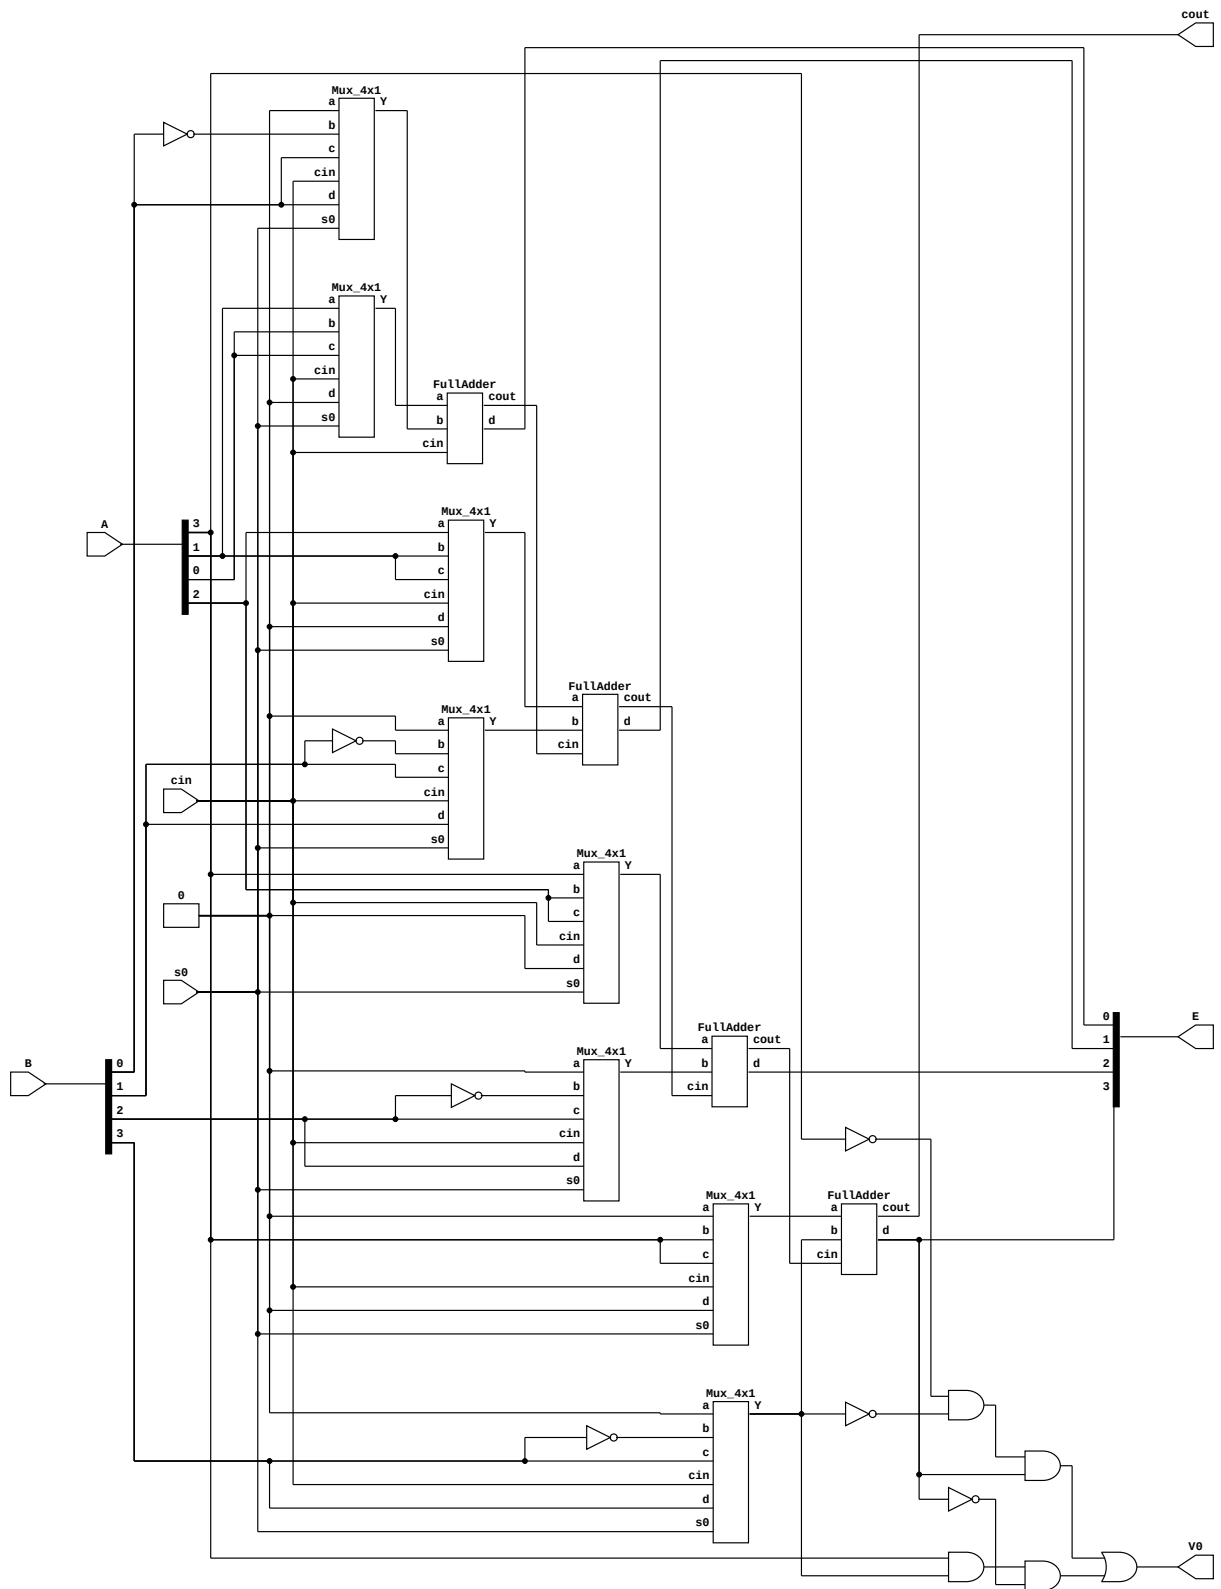 cout
Mux_4x1
a Y
b
c
cin
d
s0
Mux_4x1
a Y
b
c
cin
d
s0
FullAdder
a cout
b d
cin
A
3
1
0
2
Mux_4x1
a Y
b
c
cin
d
s0
FullAdder
a cout
b d
cin
Mux_4x1
a Y
b
c
cin
d
s0
cin
Mux_4x1
a Y
b
c
cin
d
s0
0
s0
B
0
1
2
3
FullAdder
a cout
b d
cin
Mux_4x1
a Y
b
c
cin
d
s0
E
0
1
2
3
Mux_4x1
a Y
b
c
cin
d
s0
FullAdder
a cout
b d
cin
Mux_4x1
a Y
b
c
cin
d
s0
V0